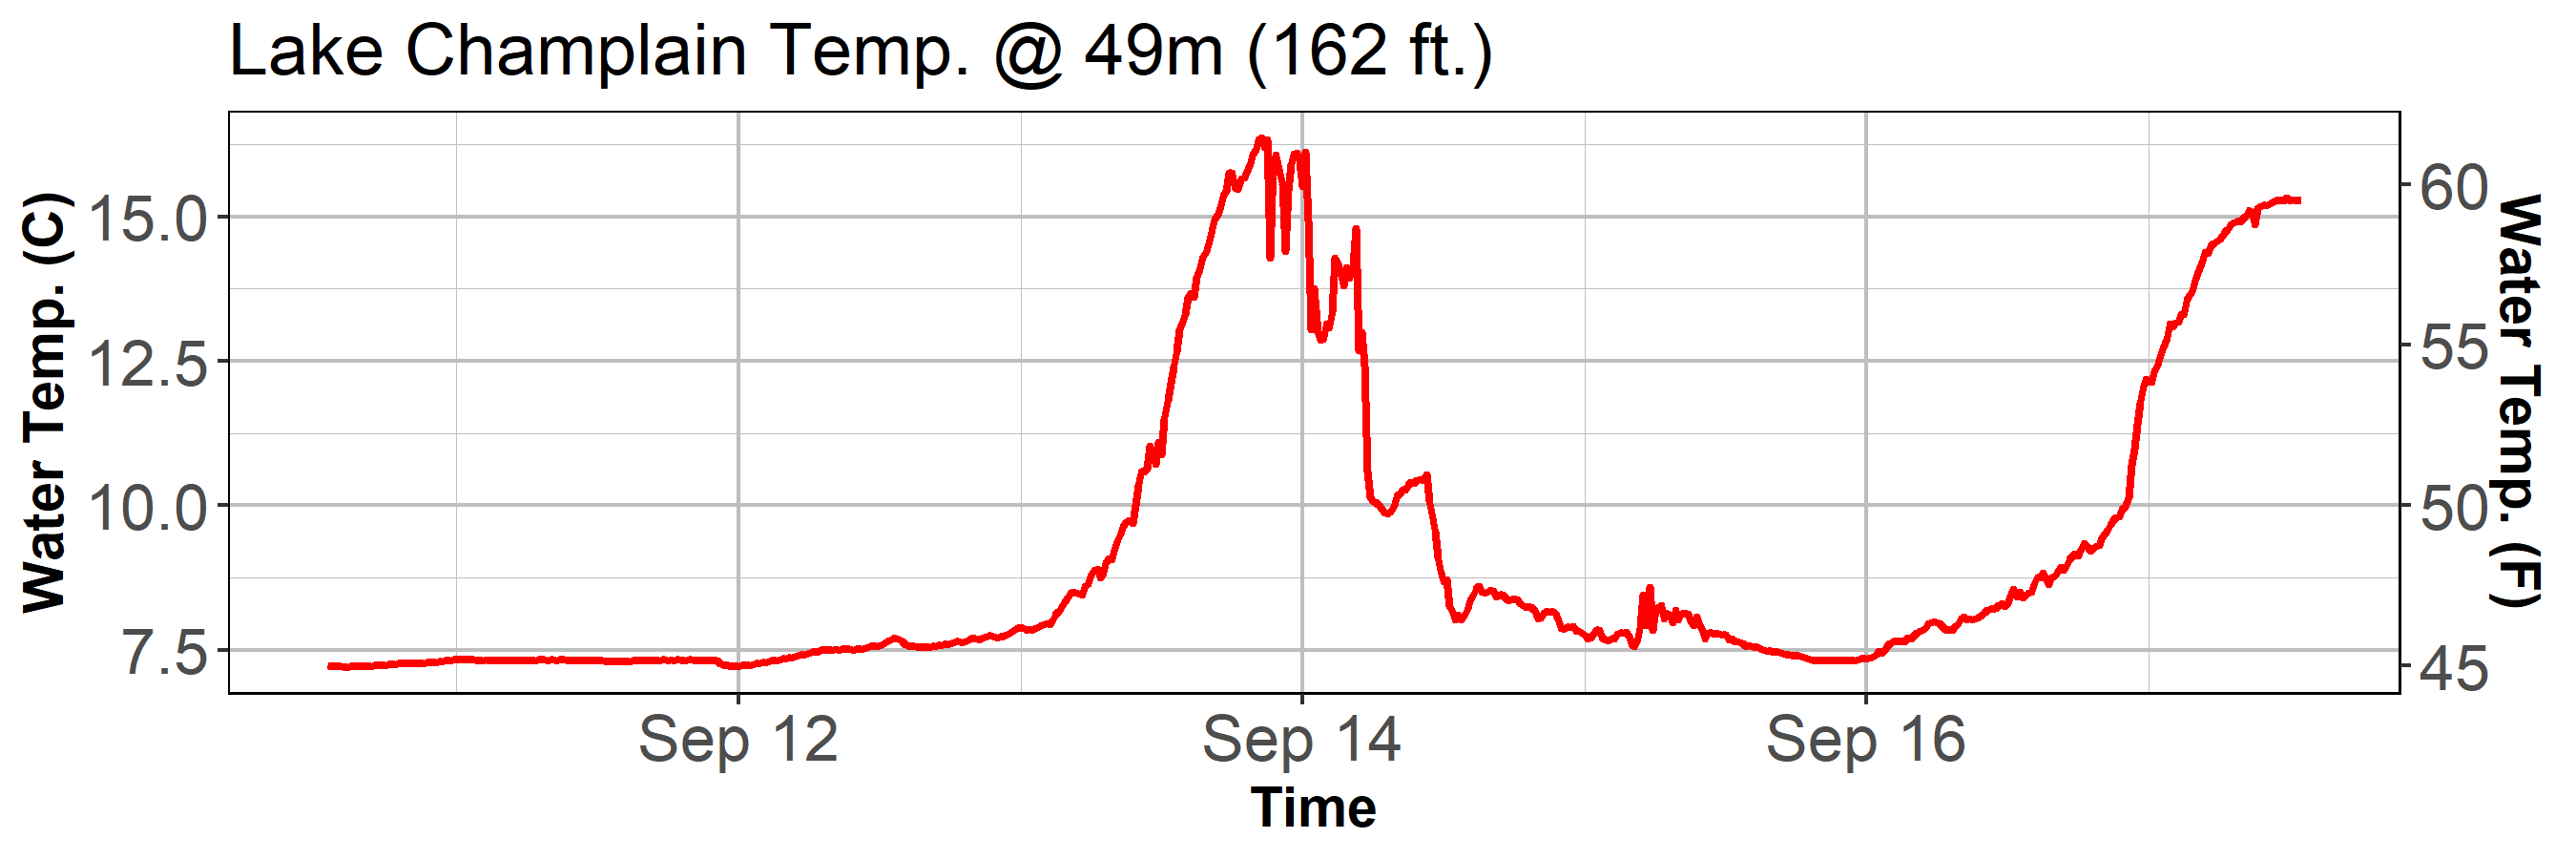 Lake Champlain Temp. @ 49m (162 ft.)
Water Temp. (C)
15.0
12.5
10.0
7.5
60
55
50
45
Water Temp. (F)
Sep 12
Sep 14
Sep 16
Time